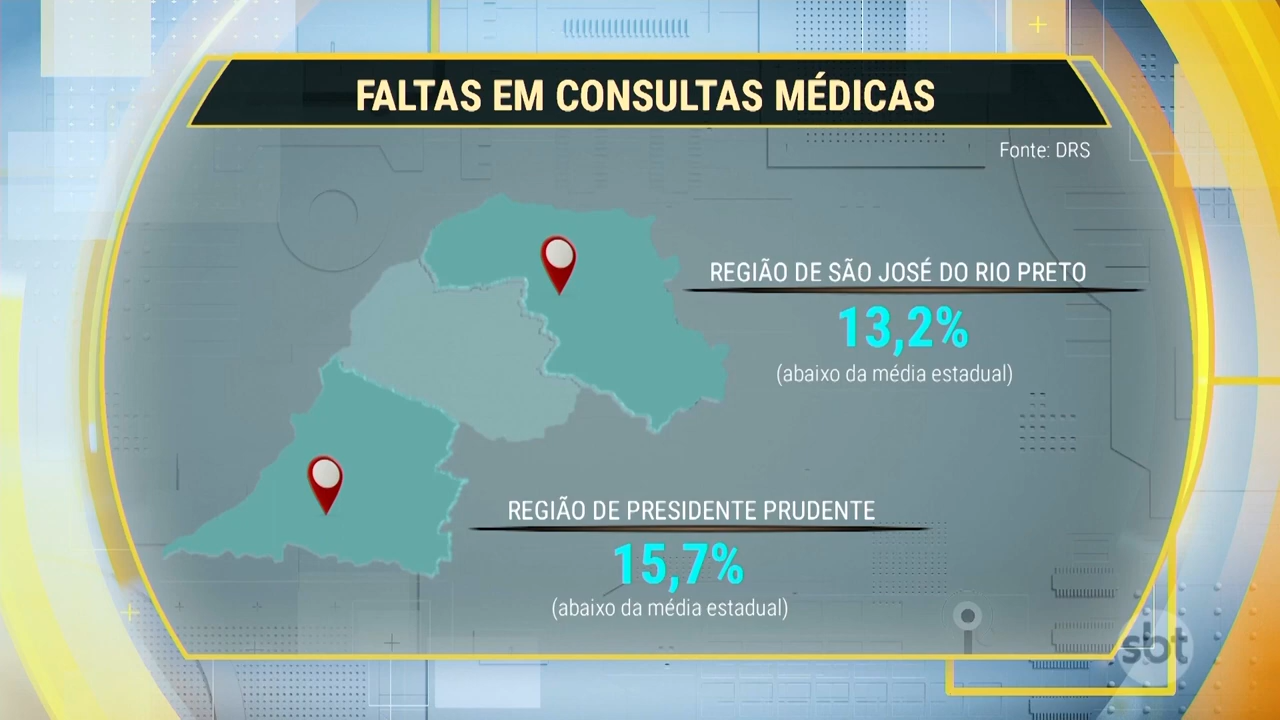 FALTAS EM CONSULTAS MÉDICAS
Fonte: DRS
REGIÃO DE SÃO JOSÉ DO RIO PRETO
13,2%
(abaixo da média estadual)
REGIÃO DE PRESIDENTE PRUDENTE
15,7%
(abaixo da média estadual)
sbt